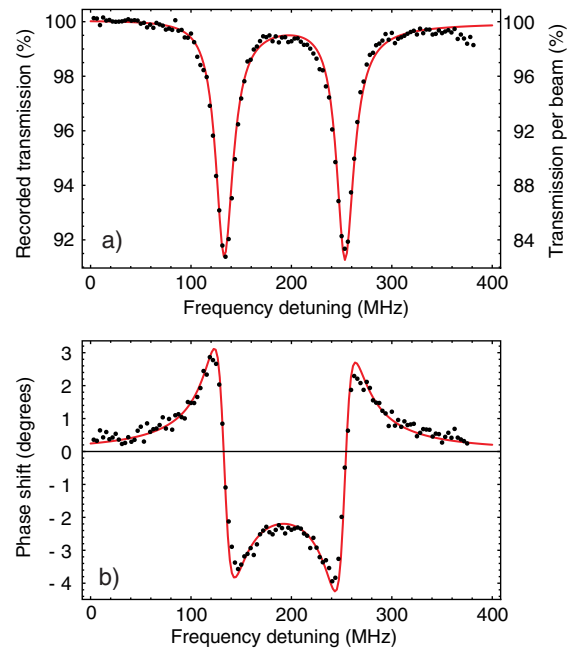 100
99
98
96
94
92
100
99
96
92
88
84
Recorded transmission (%)
Transmission per beam (%)
a)
0 100 200 300 400
Frequency detuning (MHz)
3
2
1
0
- 1
- 2
- 3
- 4
Phase shift (degrees)
b)
0 100 200 300 400
Frequency detuning (MHz)